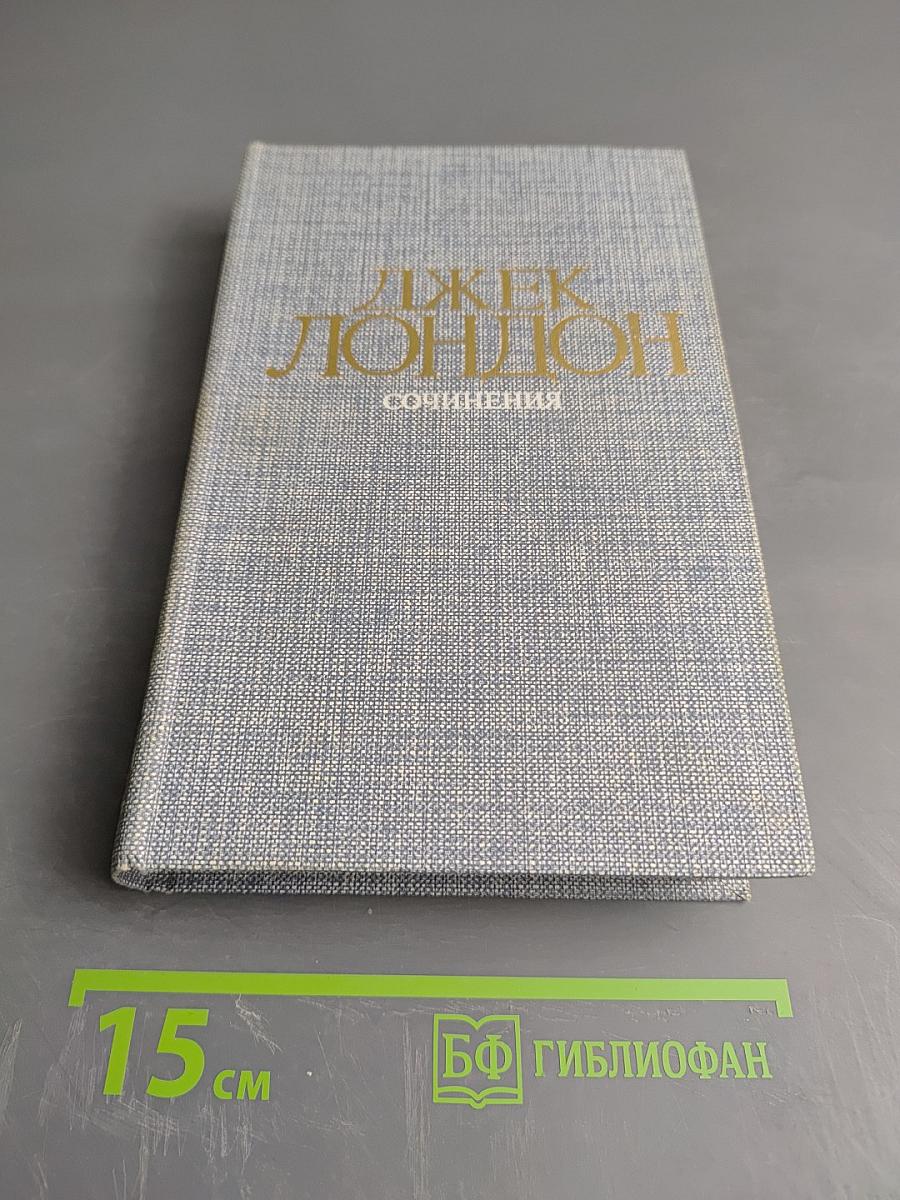 ДЖЕК
ЛОНДОН
СОЧИНЕНИЯ
15 см
БФ ГИБЛИОФАН